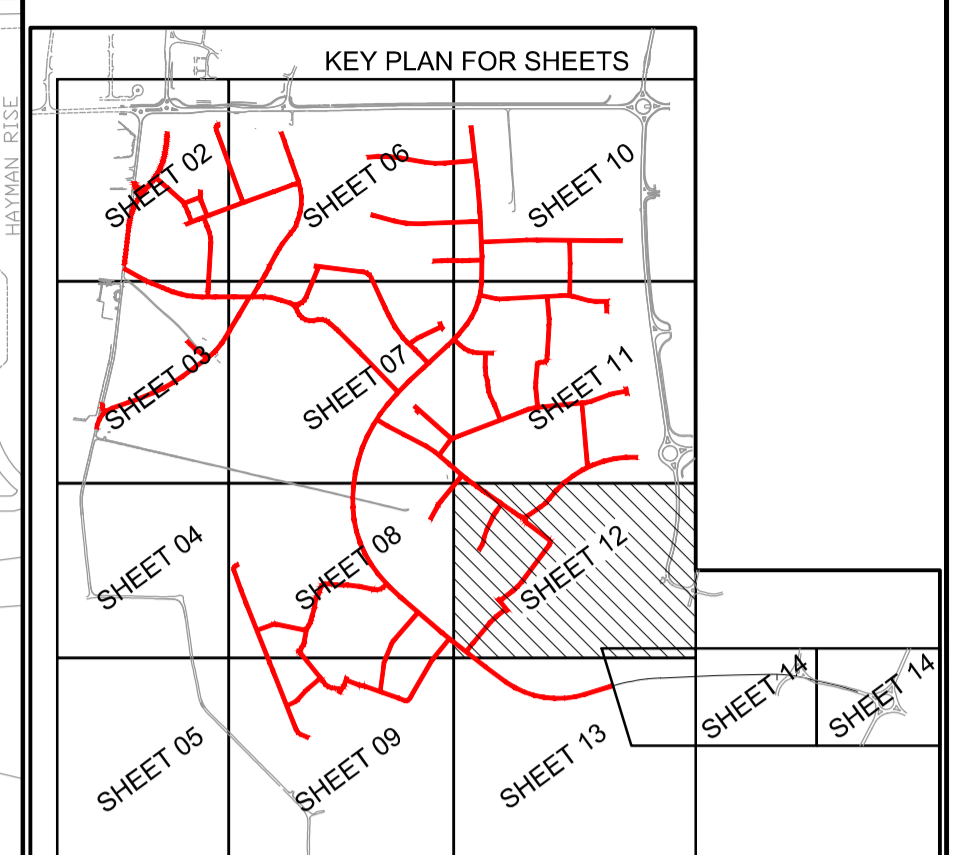 KEY PLAN FOR SHEETS
HAYMAN RISE
SHEET 02
SHEET 06
SHEET 10
SHEET 03
SHEET 07
SHEET 11
SHEET 04
SHEET 08
SHEET 12
SHEET 05
SHEET 09
SHEET 13
SHEET 14
SHEET 14